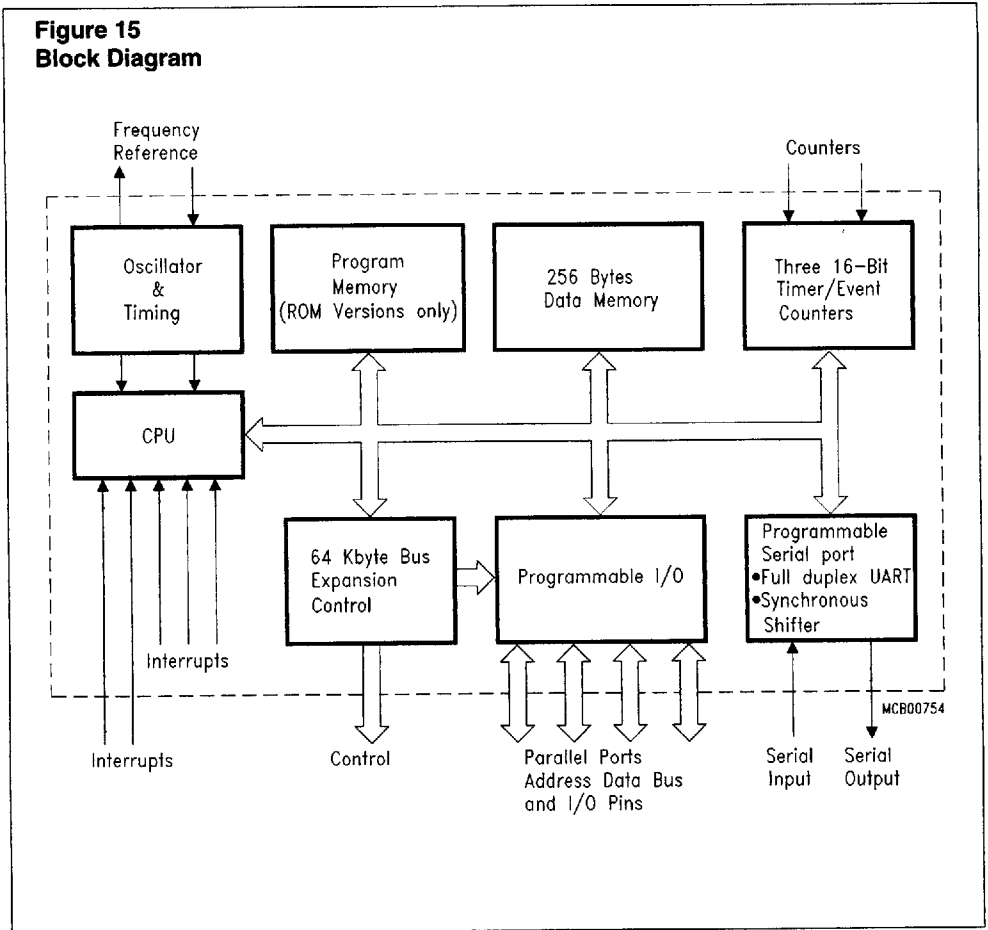 Figure 15
Block Diagram
Frequency
Reference
Counters
Oscillator
&
Timing
Program
Memory
(ROM Versions only)
256 Bytes
Data Memory
Three 16-Bit
Timer/Event
Counters
CPU
64 Kbyte Bus
Expansion
Control
Programmable I/O
Programmable
Serial port
•Full duplex UART
•Synchronous
Shifter
Interrupts
MCB00754
Interrupts
Control
Parallel Ports
Address Data Bus
and I/O Pins
Serial
Input
Serial
Output